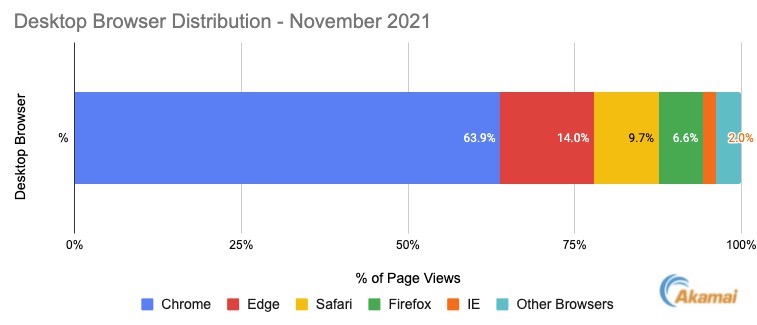 Desktop Browser Distribution - November 2021
Desktop Browser
%
63.9% 14.0% 9.7% 6.6% 2.0%
0% 25% 50% 75% 100%
% of Page Views
Chrome Edge Safari Firefox IE Other Browsers
Akamai